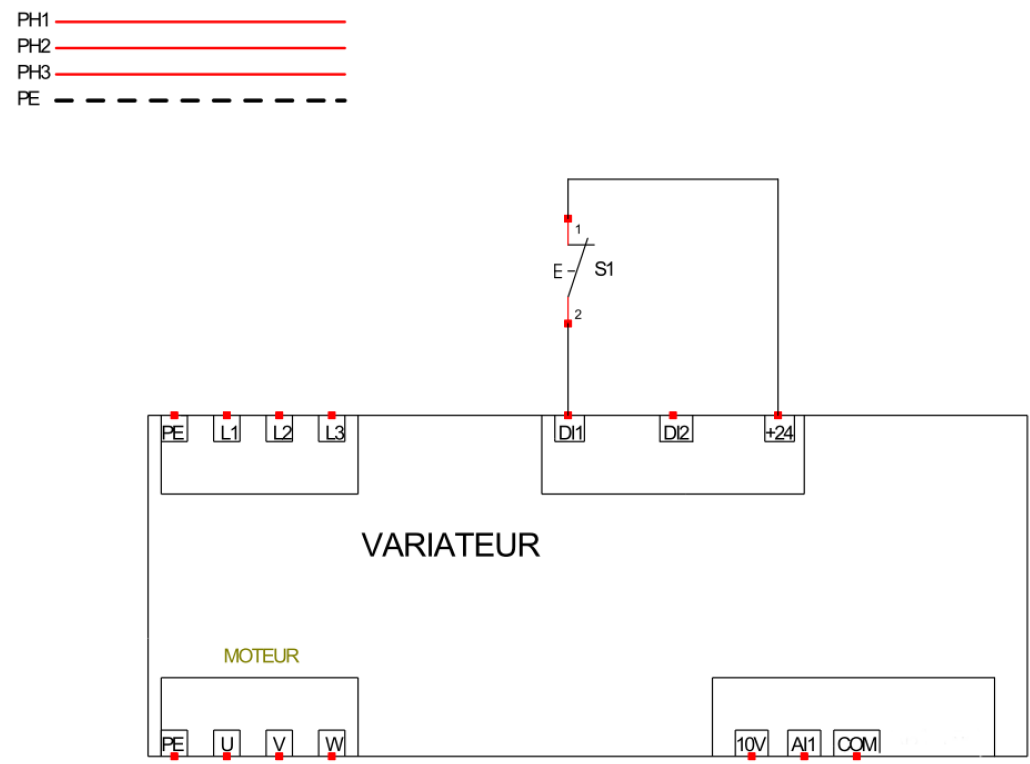 PH1
PH2
PH3
PE
1
E S1
2
PE L1 L2 L3 DI1 DI2 +24
VARIATEUR
MOTEUR
PE U V W 10V AI1 COM